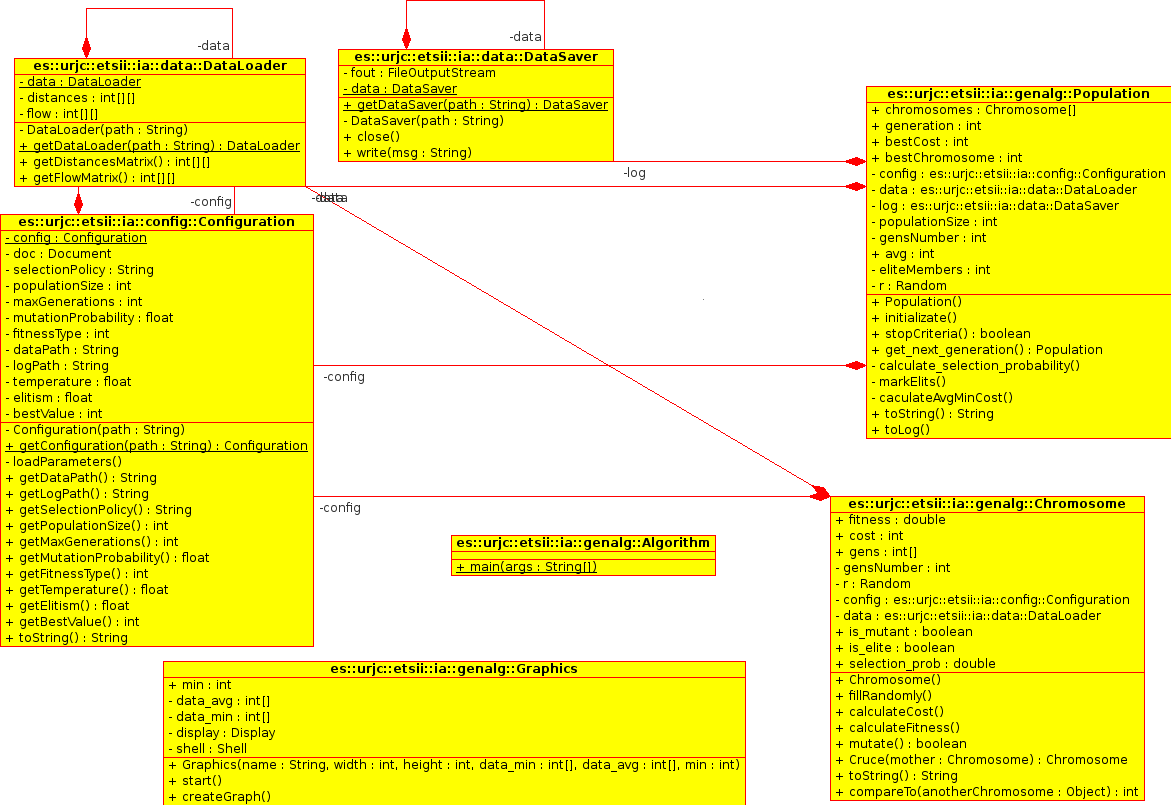 -data
es::urjc::etsii::ia::data::DataLoader
- data : DataLoader
- distances : int[][]
- flow : int[][]
- DataLoader(path : String)
+ getDataLoader(path : String) : DataLoader
+ getDistancesMatrix() : int[][]
+ getFlowMatrix() : int[][]
-data
es::urjc::etsii::ia::data::DataSaver
- fout : FileOutputStream
- data : DataSaver
+ getDataSaver(path : String) : DataSaver
- DataSaver(path : String)
+ close()
+ write(msg : String)
es::urjc::etsii::ia::genalg::Population
+ chromosomes : Chromosome[]
+ generation : int
+ bestCost : int
+ bestChromosome : int
- config : es::urjc::etsii::ia::config::Configuration
- data : es::urjc::etsii::ia::data::DataLoader
- log : es::urjc::etsii::ia::data::DataSaver
- populationSize : int
- gensNumber : int
+ avg : int
- eliteMembers : int
- r : Random
+ Population()
+ initializate()
+ stopCriteria() : boolean
+ get_next_generation() : Population
- calculate_selection_probability()
- markElits()
- caculateAvgMinCost()
+ toString() : String
+ toLog()
-log
-config
-data
es::urjc::etsii::ia::config::Configuration
- config : Configuration
- doc : Document
- selectionPolicy : String
- populationSize : int
- maxGenerations : int
- mutationProbability : float
- fitnessType : int
- dataPath : String
- logPath : String
- temperature : float
- elitism : float
- bestValue : int
- Configuration(path : String)
+ getConfiguration(path : String) : Configuration
- loadParameters()
+ getDataPath() : String
+ getLogPath() : String
+ getSelectionPolicy() : String
+ getPopulationSize() : int
+ getMaxGenerations() : int
+ getMutationProbability() : float
+ getFitnessType() : int
+ getTemperature() : float
+ getElitism() : float
+ getBestValue() : int
+ toString() : String
-config
-config
es::urjc::etsii::ia::genalg::Algorithm
+ main(args : String[])
es::urjc::etsii::ia::genalg::Chromosome
+ fitness : double
+ cost : int
+ gens : int[]
- gensNumber : int
- r : Random
- config : es::urjc::etsii::ia::config::Configuration
- data : es::urjc::etsii::ia::data::DataLoader
+ is_mutant : boolean
+ is_elite : boolean
+ selection_prob : double
+ Chromosome()
+ fillRandomly()
+ calculateCost()
+ calculateFitness()
+ mutate() : boolean
+ Cruce(mother : Chromosome) : Chromosome
+ toString() : String
+ compareTo(anotherChromosome : Object) : int
es::urjc::etsii::ia::genalg::Graphics
+ min : int
- data_avg : int[]
- data_min : int[]
- display : Display
- shell : Shell
+ Graphics(name : String, width : int, height : int, data_min : int[], data_avg : int[], min : int)
+ start()
+ createGraph()